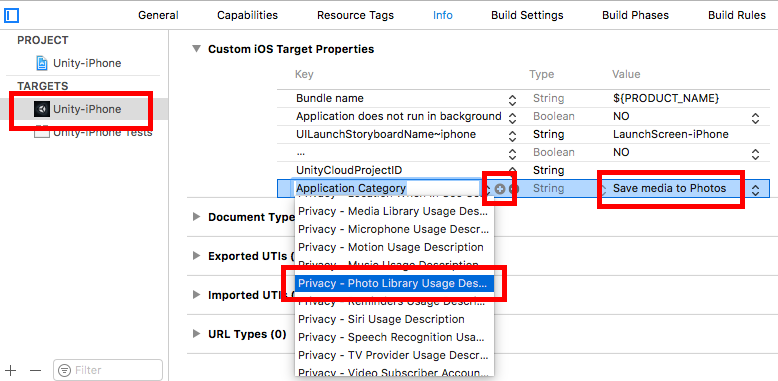 General Capabilities Resource Tags Info Build Settings Build Phases Build Rules
PROJECT
Unity-iPhone
TARGETS
Unity-iPhone
Unity-iPhone Tests
Custom iOS Target Properties
Key Type Value
Bundle name String ${PRODUCT_NAME}
Application does not run in background Boolean NO
UILaunchStoryboardName~iphone String LaunchScreen-iPhone
... Boolean NO
UnityCloudProjectID String
Application Category String Save media to Photos
Privacy - Location When In Use Use
Privacy - Media Library Usage Des...
Privacy - Microphone Usage Descr...
Privacy - Motion Usage Description
Privacy - Music Usage Description
Privacy - Photo Library Usage Des...
Privacy - Reminders Usage Descri...
Privacy - Siri Usage Description
Privacy - Speech Recognition Usa...
Privacy - TV Provider Usage Descr...
Privacy - Video Subscriber Accoun...
Document Type
Exported UTIs (
Imported UTIs (
URL Types (0)
Filter